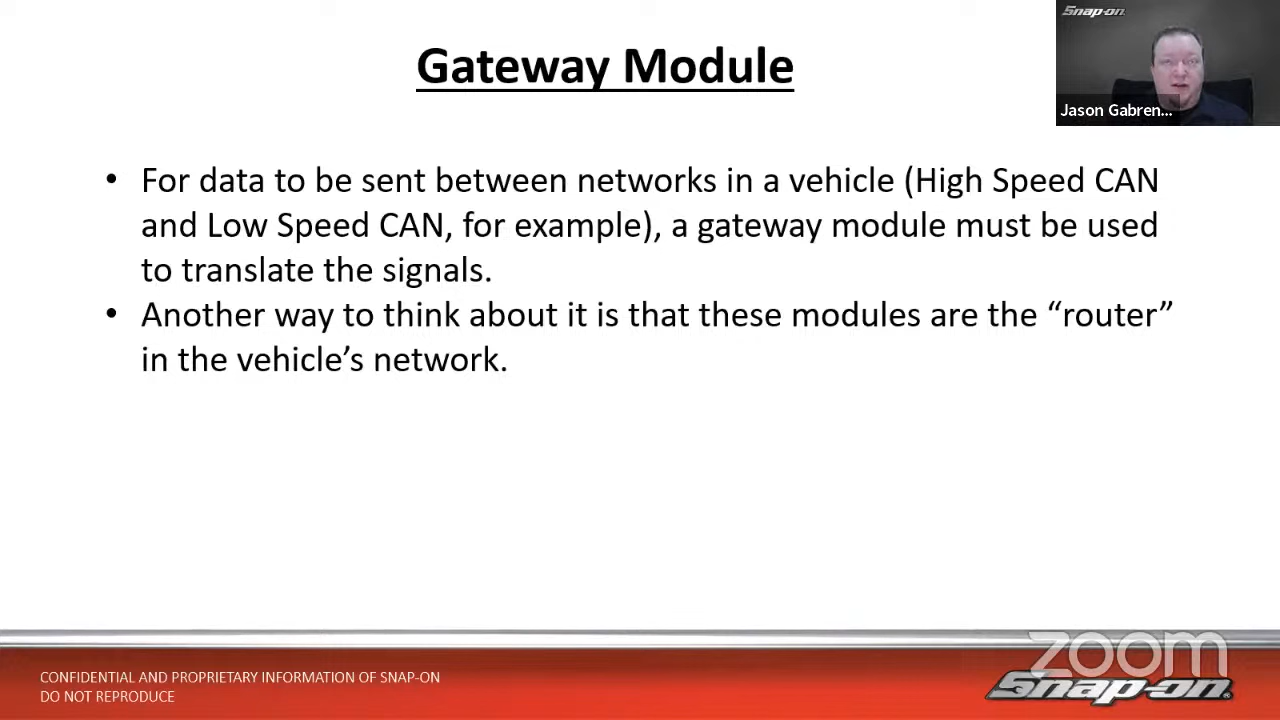 Gateway Module
Snap-on
Jason Gabren...
• For data to be sent between networks in a vehicle (High Speed CAN
and Low Speed CAN, for example), a gateway module must be used
to translate the signals.
• Another way to think about it is that these modules are the “router”
in the vehicle’s network.
CONFIDENTIAL AND PROPRIETARY INFORMATION OF SNAP-ON
DO NOT REPRODUCE
zoom
Snap-on